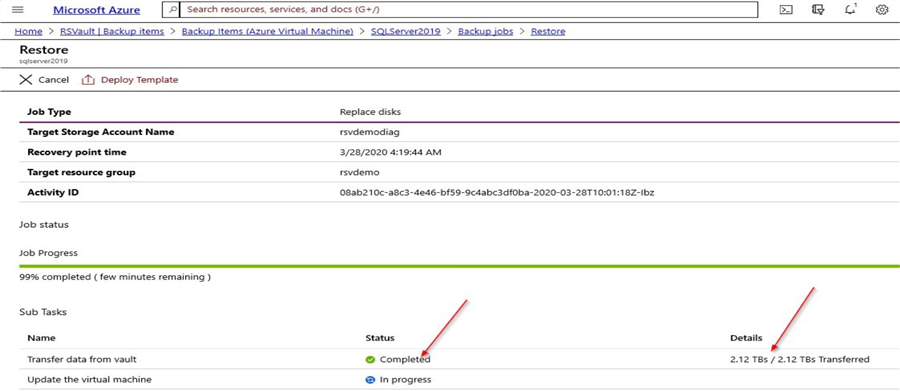 Microsoft Azure
Search resources, services, and docs (G+/)
1
Home > RSVault | Backup items > Backup Items (Azure Virtual Machine) > SQLServer2019 > Backup jobs > Restore
Restore
sqlserver2019
Cancel Deploy Template
Job Type Replace disks
Target Storage Account Name rsvdemodiag
Recovery point time 3/28/2020 4:19:44 AM
Target resource group rsvdemo
Activity ID 08ab210c-a8c3-4e46-bf59-9c4abc3df0ba-2020-03-28T10:01:18Z-Ibz
Job status
Job Progress
99% completed ( few minutes remaining )
Sub Tasks
Name Status Details
Transfer data from vault Completed 2.12 TBs / 2.12 TBs Transferred
Update the virtual machine In progress